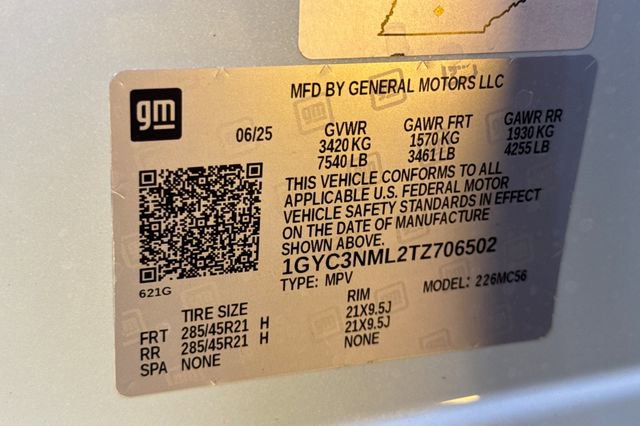 gm
MFD BY GENERAL MOTORS LLC
06/25
GVWR GAWR FRT GAWR RR
3420 KG 1570 KG 1930 KG
7540 LB 3461 LB 4255 LB
THIS VEHICLE CONFORMS TO ALL
APPLICABLE U.S. FEDERAL MOTOR
VEHICLE SAFETY STANDARDS IN EFFECT
ON THE DATE OF MANUFACTURE
SHOWN ABOVE.
1GYC3NML2TZ706502
621G
TYPE: MPV MODEL: 226MC56
TIRE SIZE RIM
FRT 285/45R21 H 21X9.5J
RR 285/45R21 H 21X9.5J
SPA NONE NONE